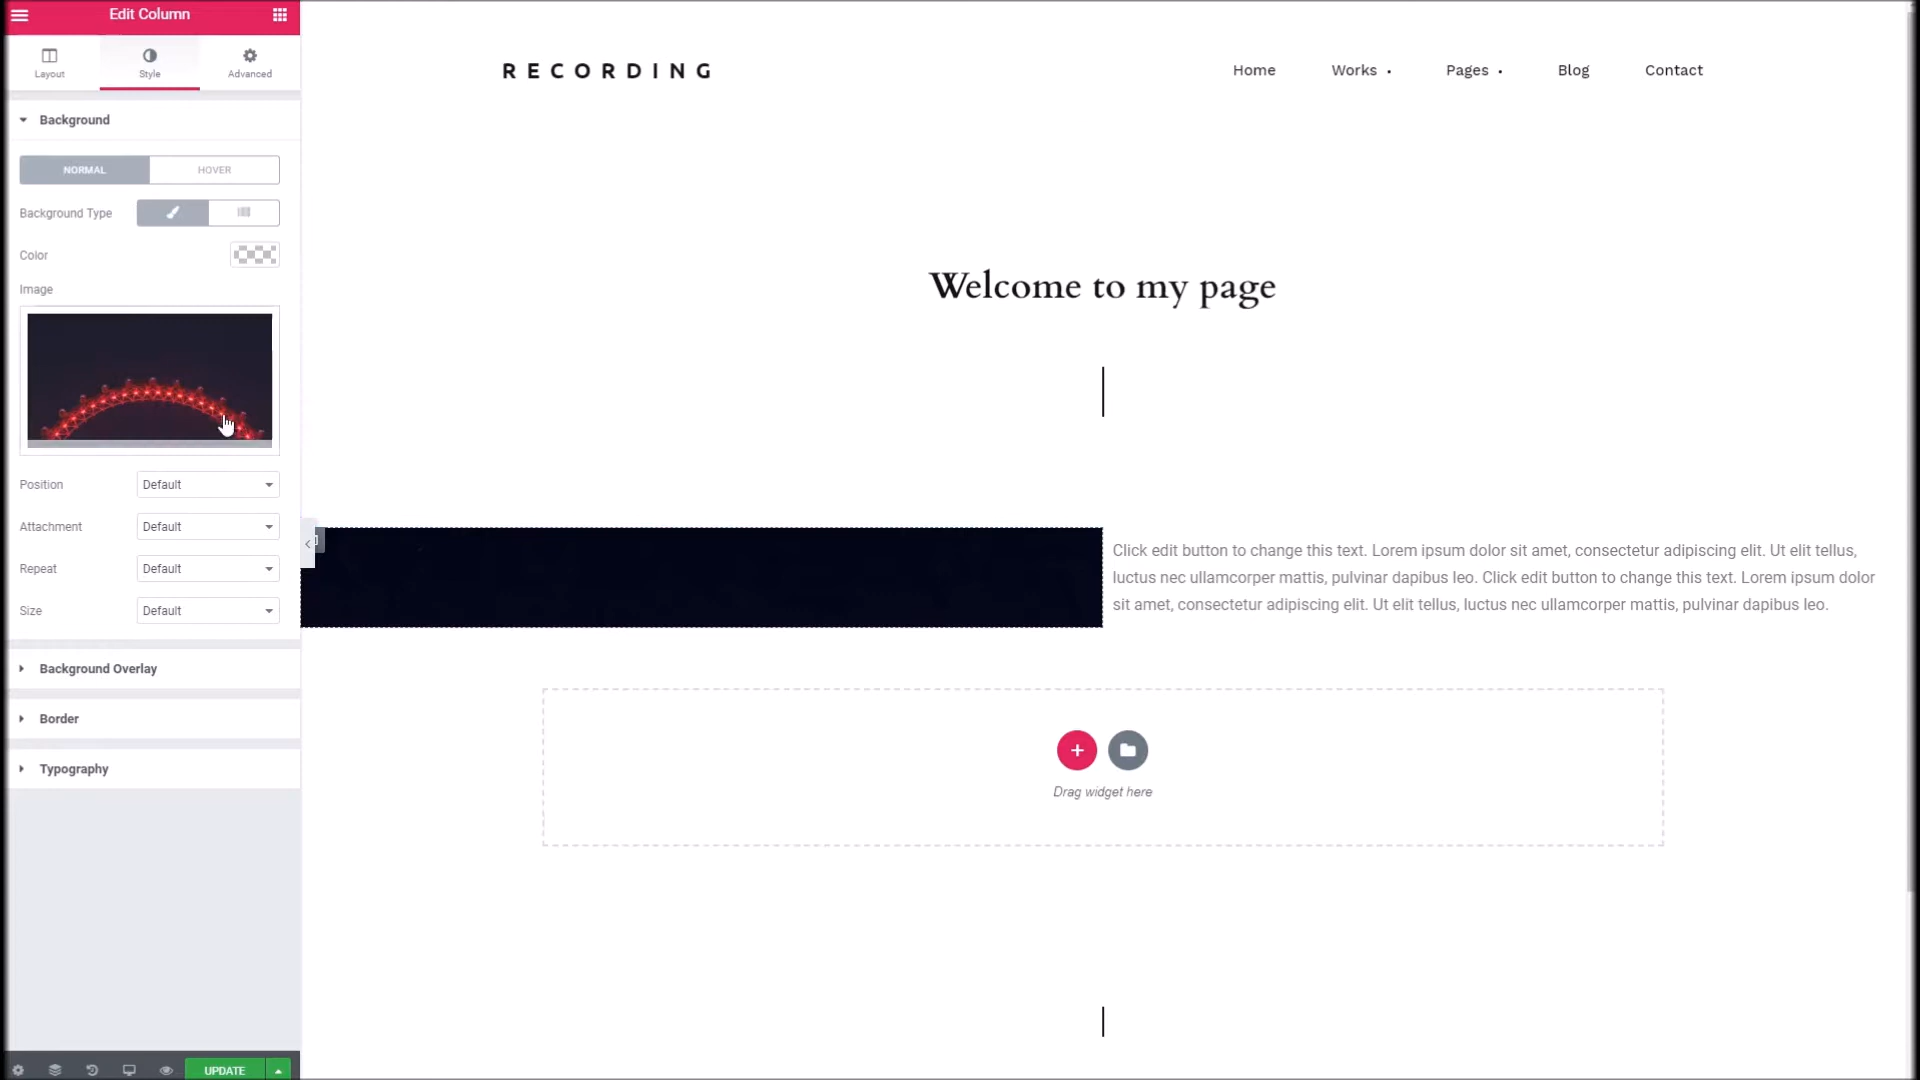 Edit Column
Layout
Style
Advanced
Background
NORMAL
HOVER
Background Type
Color
Image
Position
Default
Attachment
Default
Repeat
Default
Size
Default
Background Overlay
Border
Typography
UPDATE
RECORDING
Home
Works
Pages
Blog
Contact
Welcome to my page
Click edit button to change this text. Lorem ipsum dolor sit amet, consectetur adipiscing elit. Ut elit tellus,
luctus nec ullamcorper mattis, pulvinar dapibus leo. Click edit button to change this text. Lorem ipsum dolor
sit amet, consectetur adipiscing elit. Ut elit tellus, luctus nec ullamcorper mattis, pulvinar dapibus leo.
Drag widget here